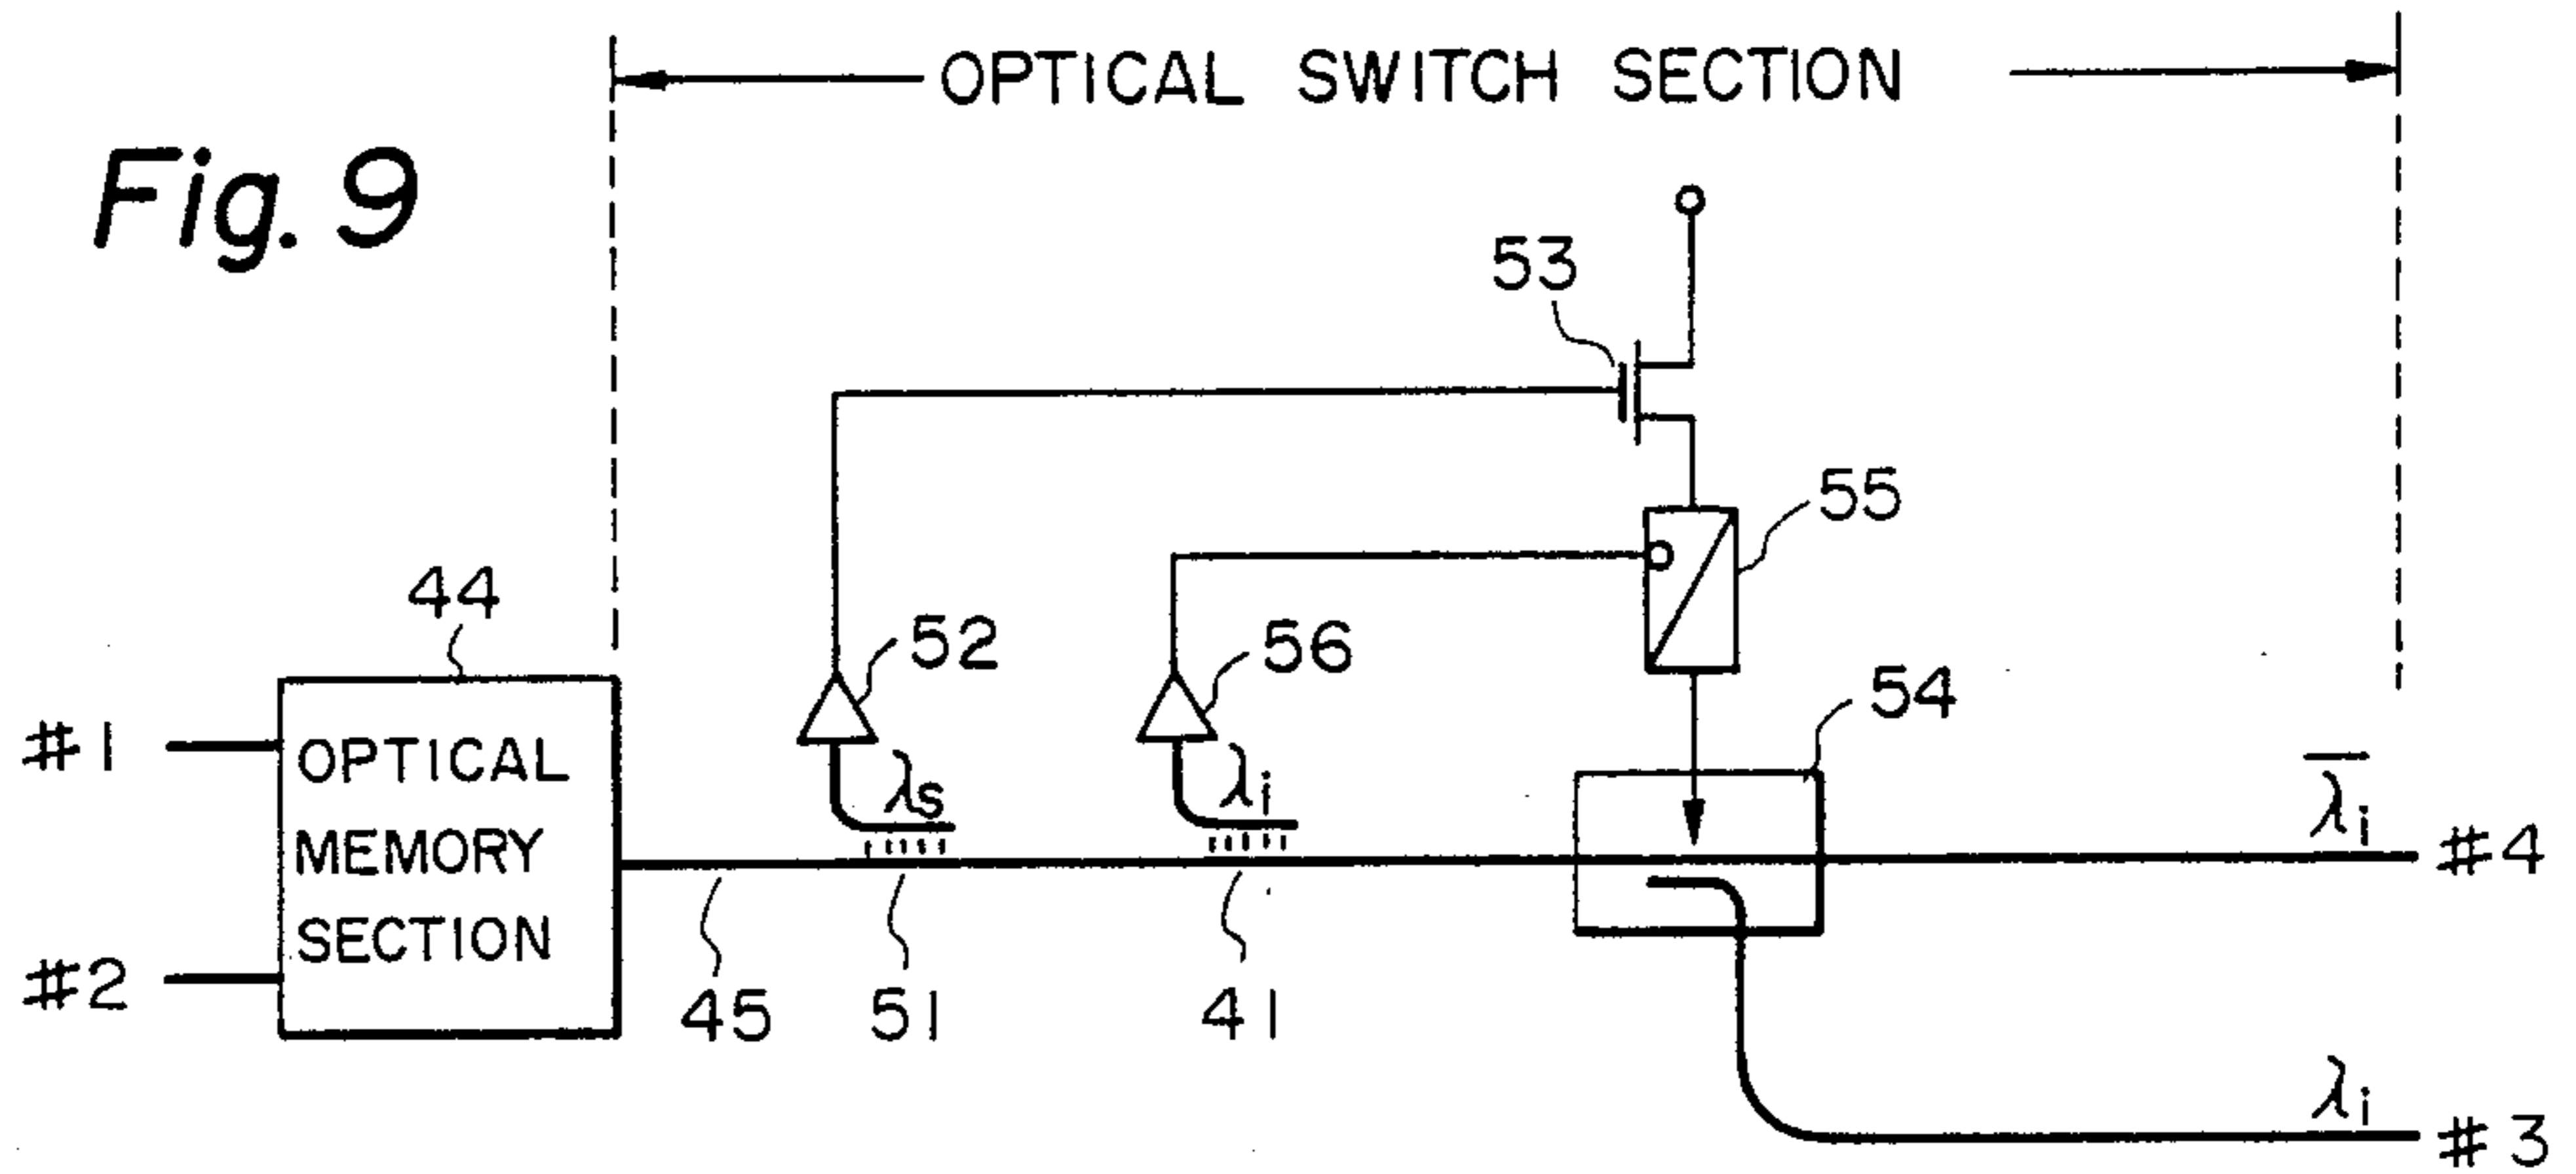 OPTICAL SWITCH SECTION
Fig. 9
53
55
44
52
56
54
#1
OPTICAL
MEMORY
SECTION
λs
λi
λ̅i
#4
#2
45
51
41
λi
#3